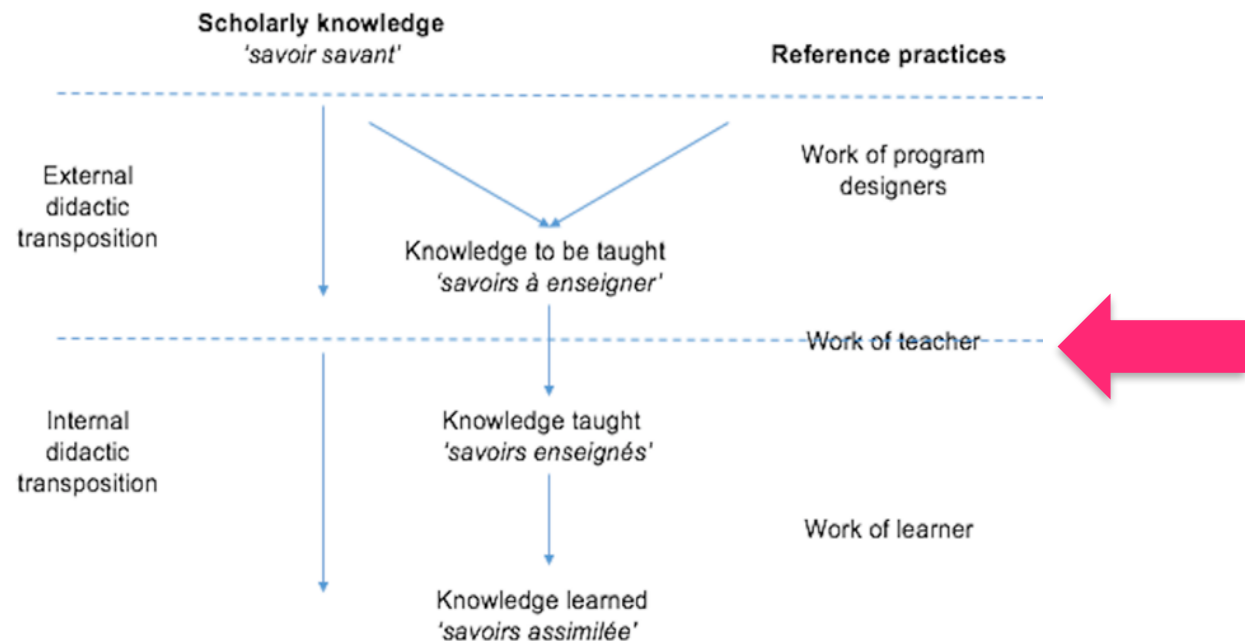 Scholarly knowledge
‘savoir savant’
Reference practices
External
didactic
transposition
Work of program
designers
Knowledge to be taught
‘savoirs à enseigner’
Work of teacher
Internal
didactic
transposition
Knowledge taught
‘savoirs enseignés’
Work of learner
Knowledge learned
‘savoirs assimilée’